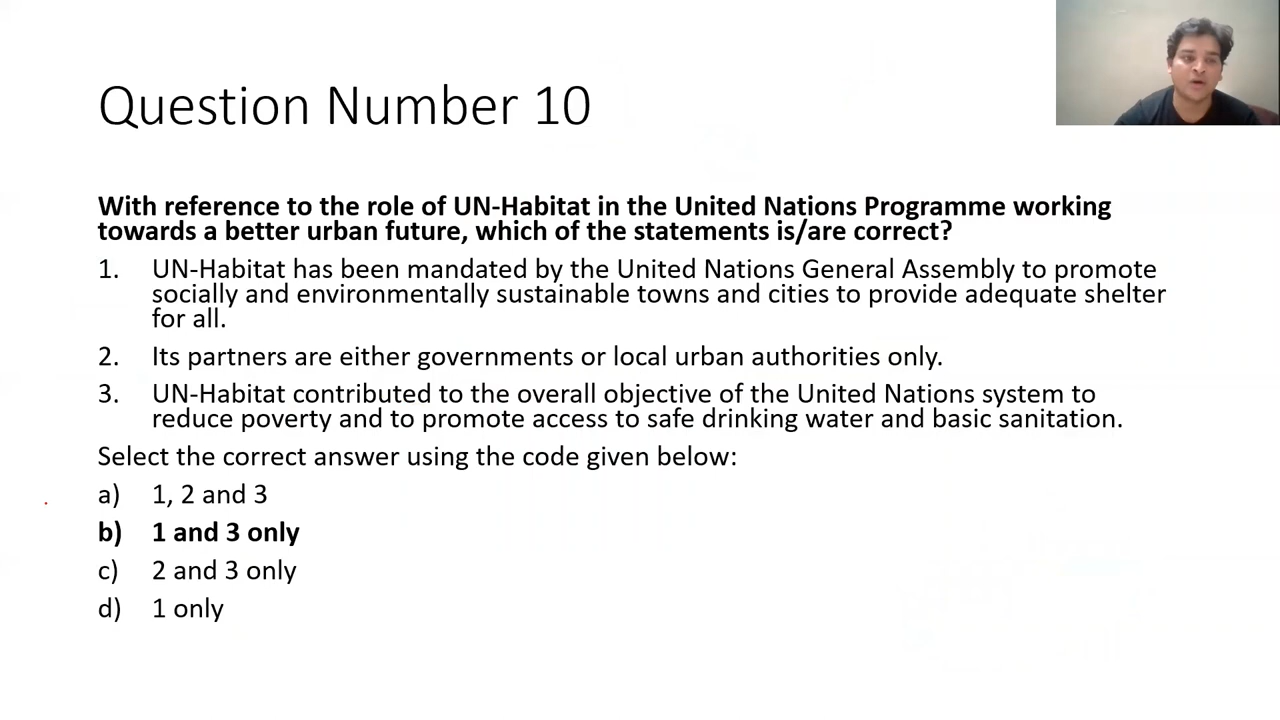 Question Number 10
With reference to the role of UN-Habitat in the United Nations Programme working
towards a better urban future, which of the statements is/are correct?
1. UN-Habitat has been mandated by the United Nations General Assembly to promote
socially and environmentally sustainable towns and cities to provide adequate shelter
for all.
2. Its partners are either governments or local urban authorities only.
3. UN-Habitat contributed to the overall objective of the United Nations system to
reduce poverty and to promote access to safe drinking water and basic sanitation.
Select the correct answer using the code given below:
a) 1, 2 and 3
b) 1 and 3 only
c) 2 and 3 only
d) 1 only